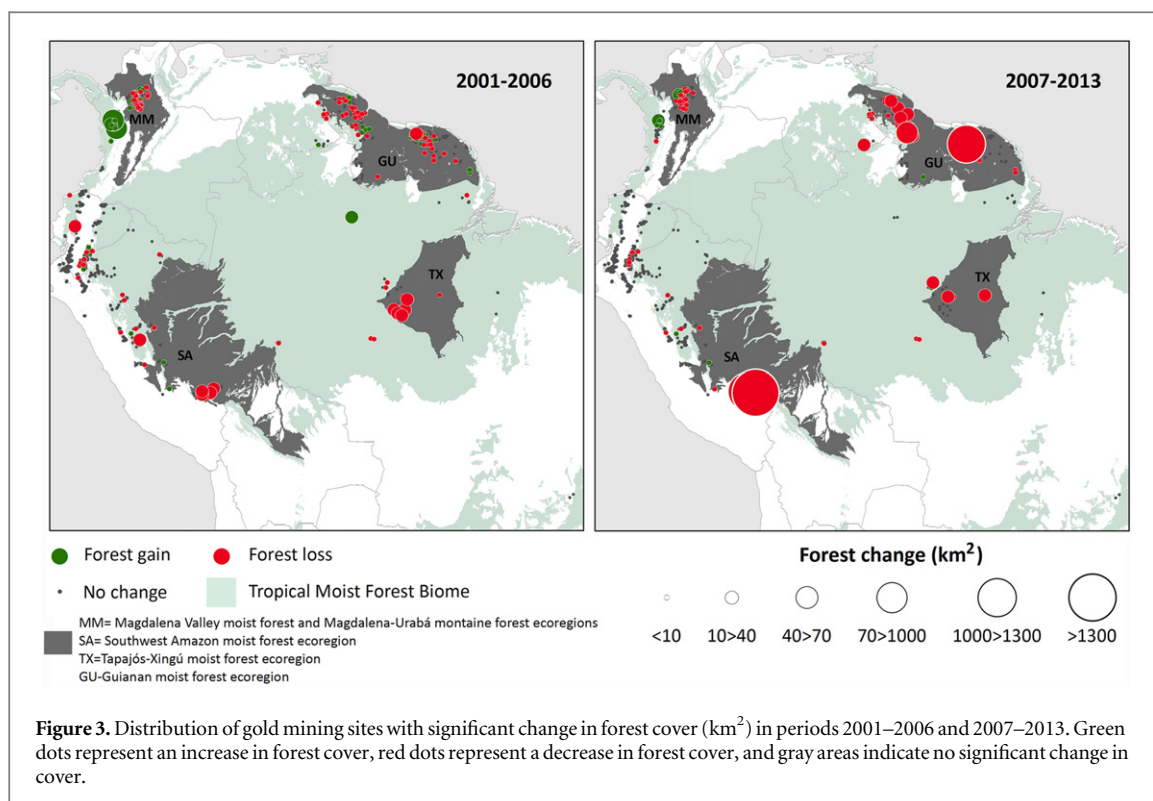 2001-2006
2007-2013
MM
GU
TX
SA
MM
GU
TX
SA
Forest gain
Forest loss
No change
Tropical Moist Forest Biome
MM= Magdalena Valley moist forest and Magdalena-Urabá montaine forest ecoregions
SA= Southwest Amazon moist forest ecoregion
TX=Tapajós-Xingú moist forest ecoregion
GU-Guianan moist forest ecoregion
Forest change (km²)
<10 10>40 40>70 70>1000 1000>1300 >1300
Figure 3. Distribution of gold mining sites with significant change in forest cover (km²) in periods 2001–2006 and 2007–2013. Green
dots represent an increase in forest cover, red dots represent a decrease in forest cover, and gray areas indicate no significant change in
cover.